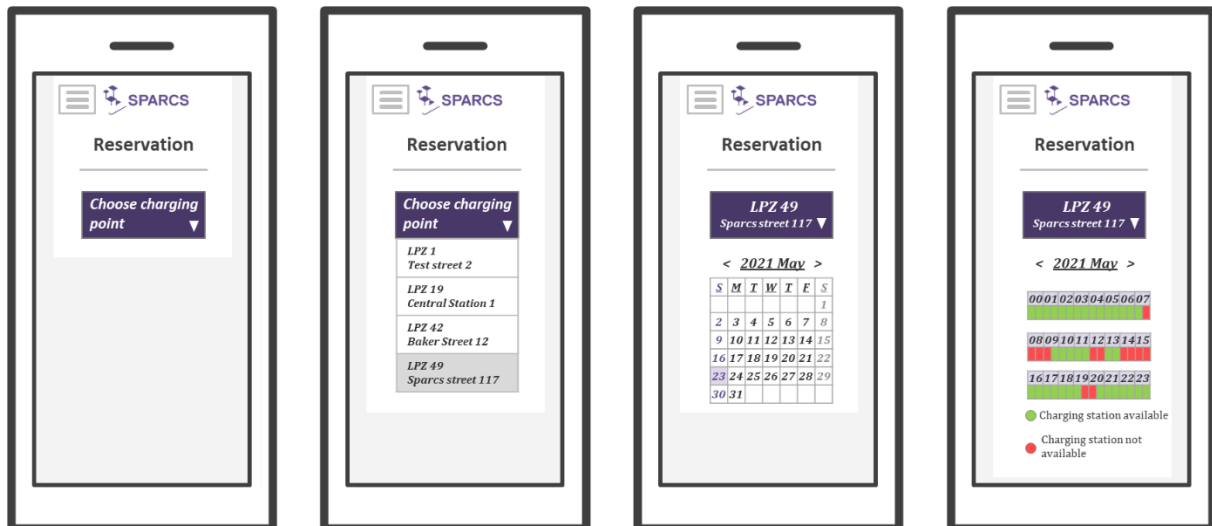 SPARCS
Reservation
Choose charging
point
SPARCS
Reservation
Choose charging
point
LPZ 1
Test street 2
LPZ 19
Central Station 1
LPZ 42
Baker Street 12
LPZ 49
Sparcs street 117
SPARCS
Reservation
LPZ 49
Sparcs street 117
< 2021 May >
S M T W T F S
1
2 3 4 5 6 7 8
9 10 11 12 13 14 15
16 17 18 19 20 21 22
23 24 25 26 27 28 29
30 31
SPARCS
Reservation
LPZ 49
Sparcs street 117
< 2021 May >
00 01 02 03 04 05 06 07
08 09 10 11 12 13 14 15
16 17 18 19 20 21 22 23
Charging station available
Charging station not
available